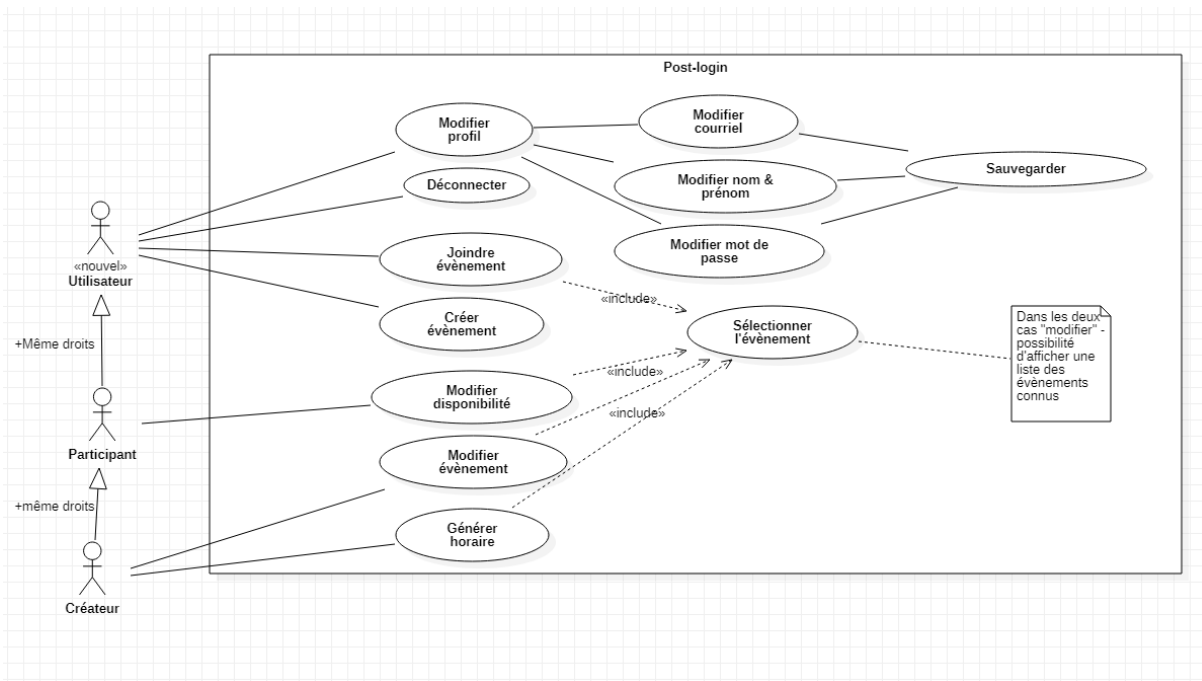 Post-login
Modifier
profil
Modifier
courriel
Déconnecter
Modifier nom &
prénom
Sauvegarder
«nouvel»
Utilisateur
Joindre
évènement
Modifier mot de
passe
«include»
Créer
évènement
Sélectionner
l'évènement
Dans les deux
cas "modifier" -
possibilité
d'afficher une
liste des
évènements
connus
+Même droits
Modifier
disponibilité
«include»
«include»
Participant
Modifier
évènement
+même droits
Générer
horaire
Créateur